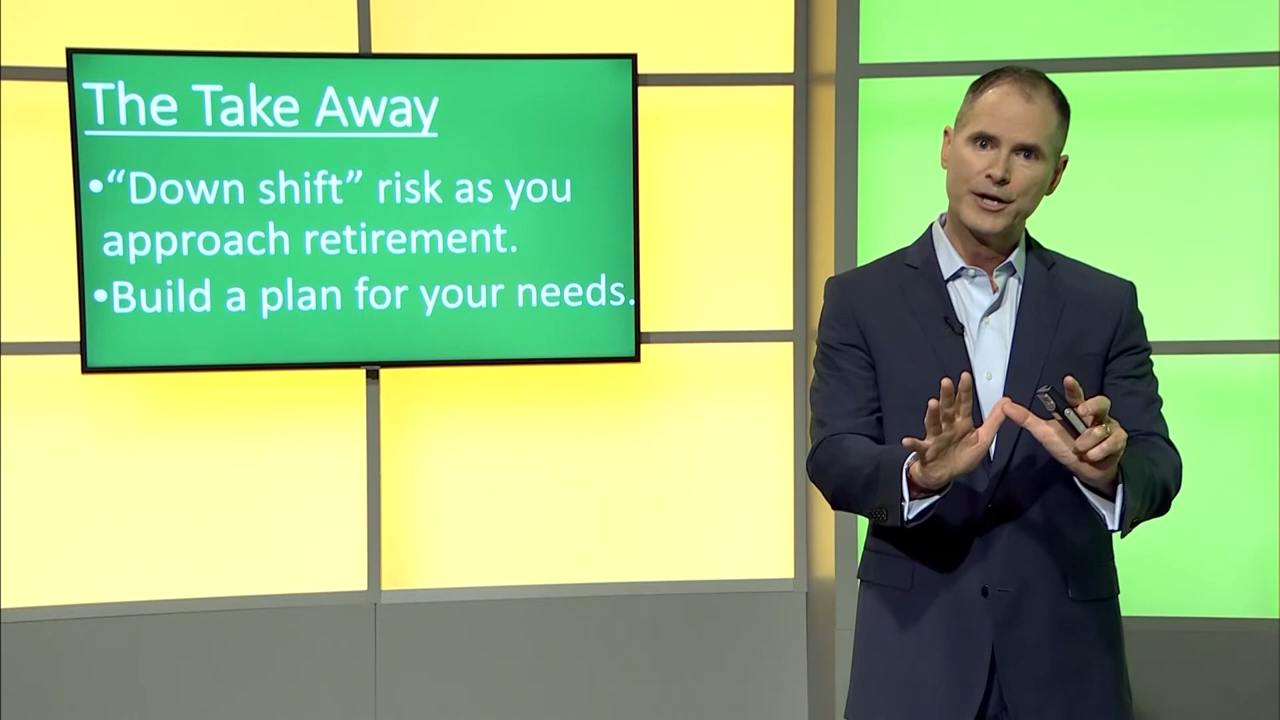 The Take Away
•“Down shift” risk as you
approach retirement.
•Build a plan for your needs.